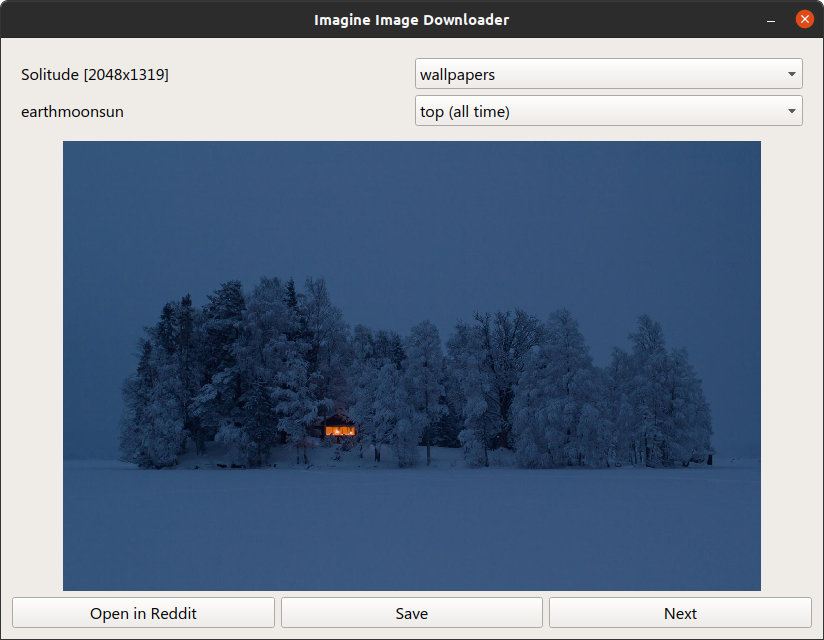 Imagine Image Downloader
Solitude [2048x1319]
wallpapers
earthmoonsun
top (all time)
Open in Reddit
Save
Next